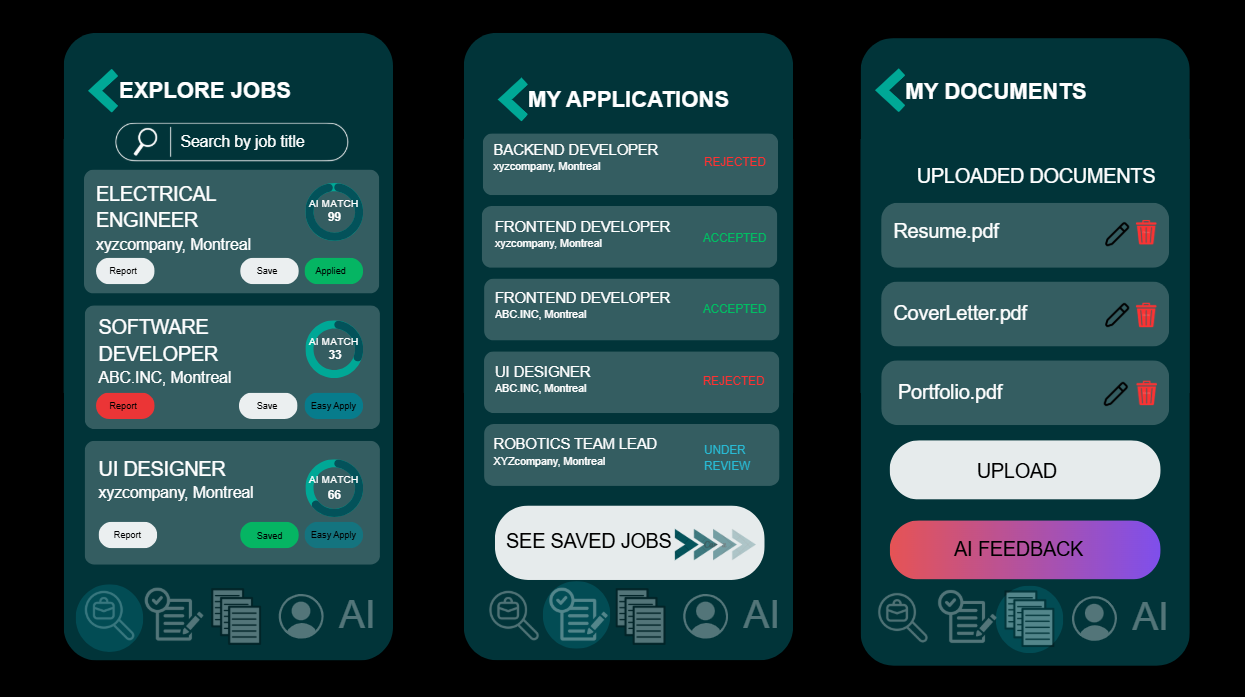 EXPLORE JOBS
Search by job title
ELECTRICAL
ENGINEER
xyzcompany, Montreal
AI MATCH
99
Report
Save
Applied
SOFTWARE
DEVELOPER
ABC.INC, Montreal
AI MATCH
33
Report
Save
Easy Apply
UI DESIGNER
xyzcompany, Montreal
AI MATCH
66
Report
Saved
Easy Apply
AI
MY APPLICATIONS
BACKEND DEVELOPER
xyzcompany, Montreal
REJECTED
FRONTEND DEVELOPER
xyzcompany, Montreal
ACCEPTED
FRONTEND DEVELOPER
ABC.INC, Montreal
ACCEPTED
UI DESIGNER
ABC.INC, Montreal
REJECTED
ROBOTICS TEAM LEAD
XYZcompany, Montreal
UNDER
REVIEW
SEE SAVED JOBS
AI
MY DOCUMENTS
UPLOADED DOCUMENTS
Resume.pdf
CoverLetter.pdf
Portfolio.pdf
UPLOAD
AI FEEDBACK
AI